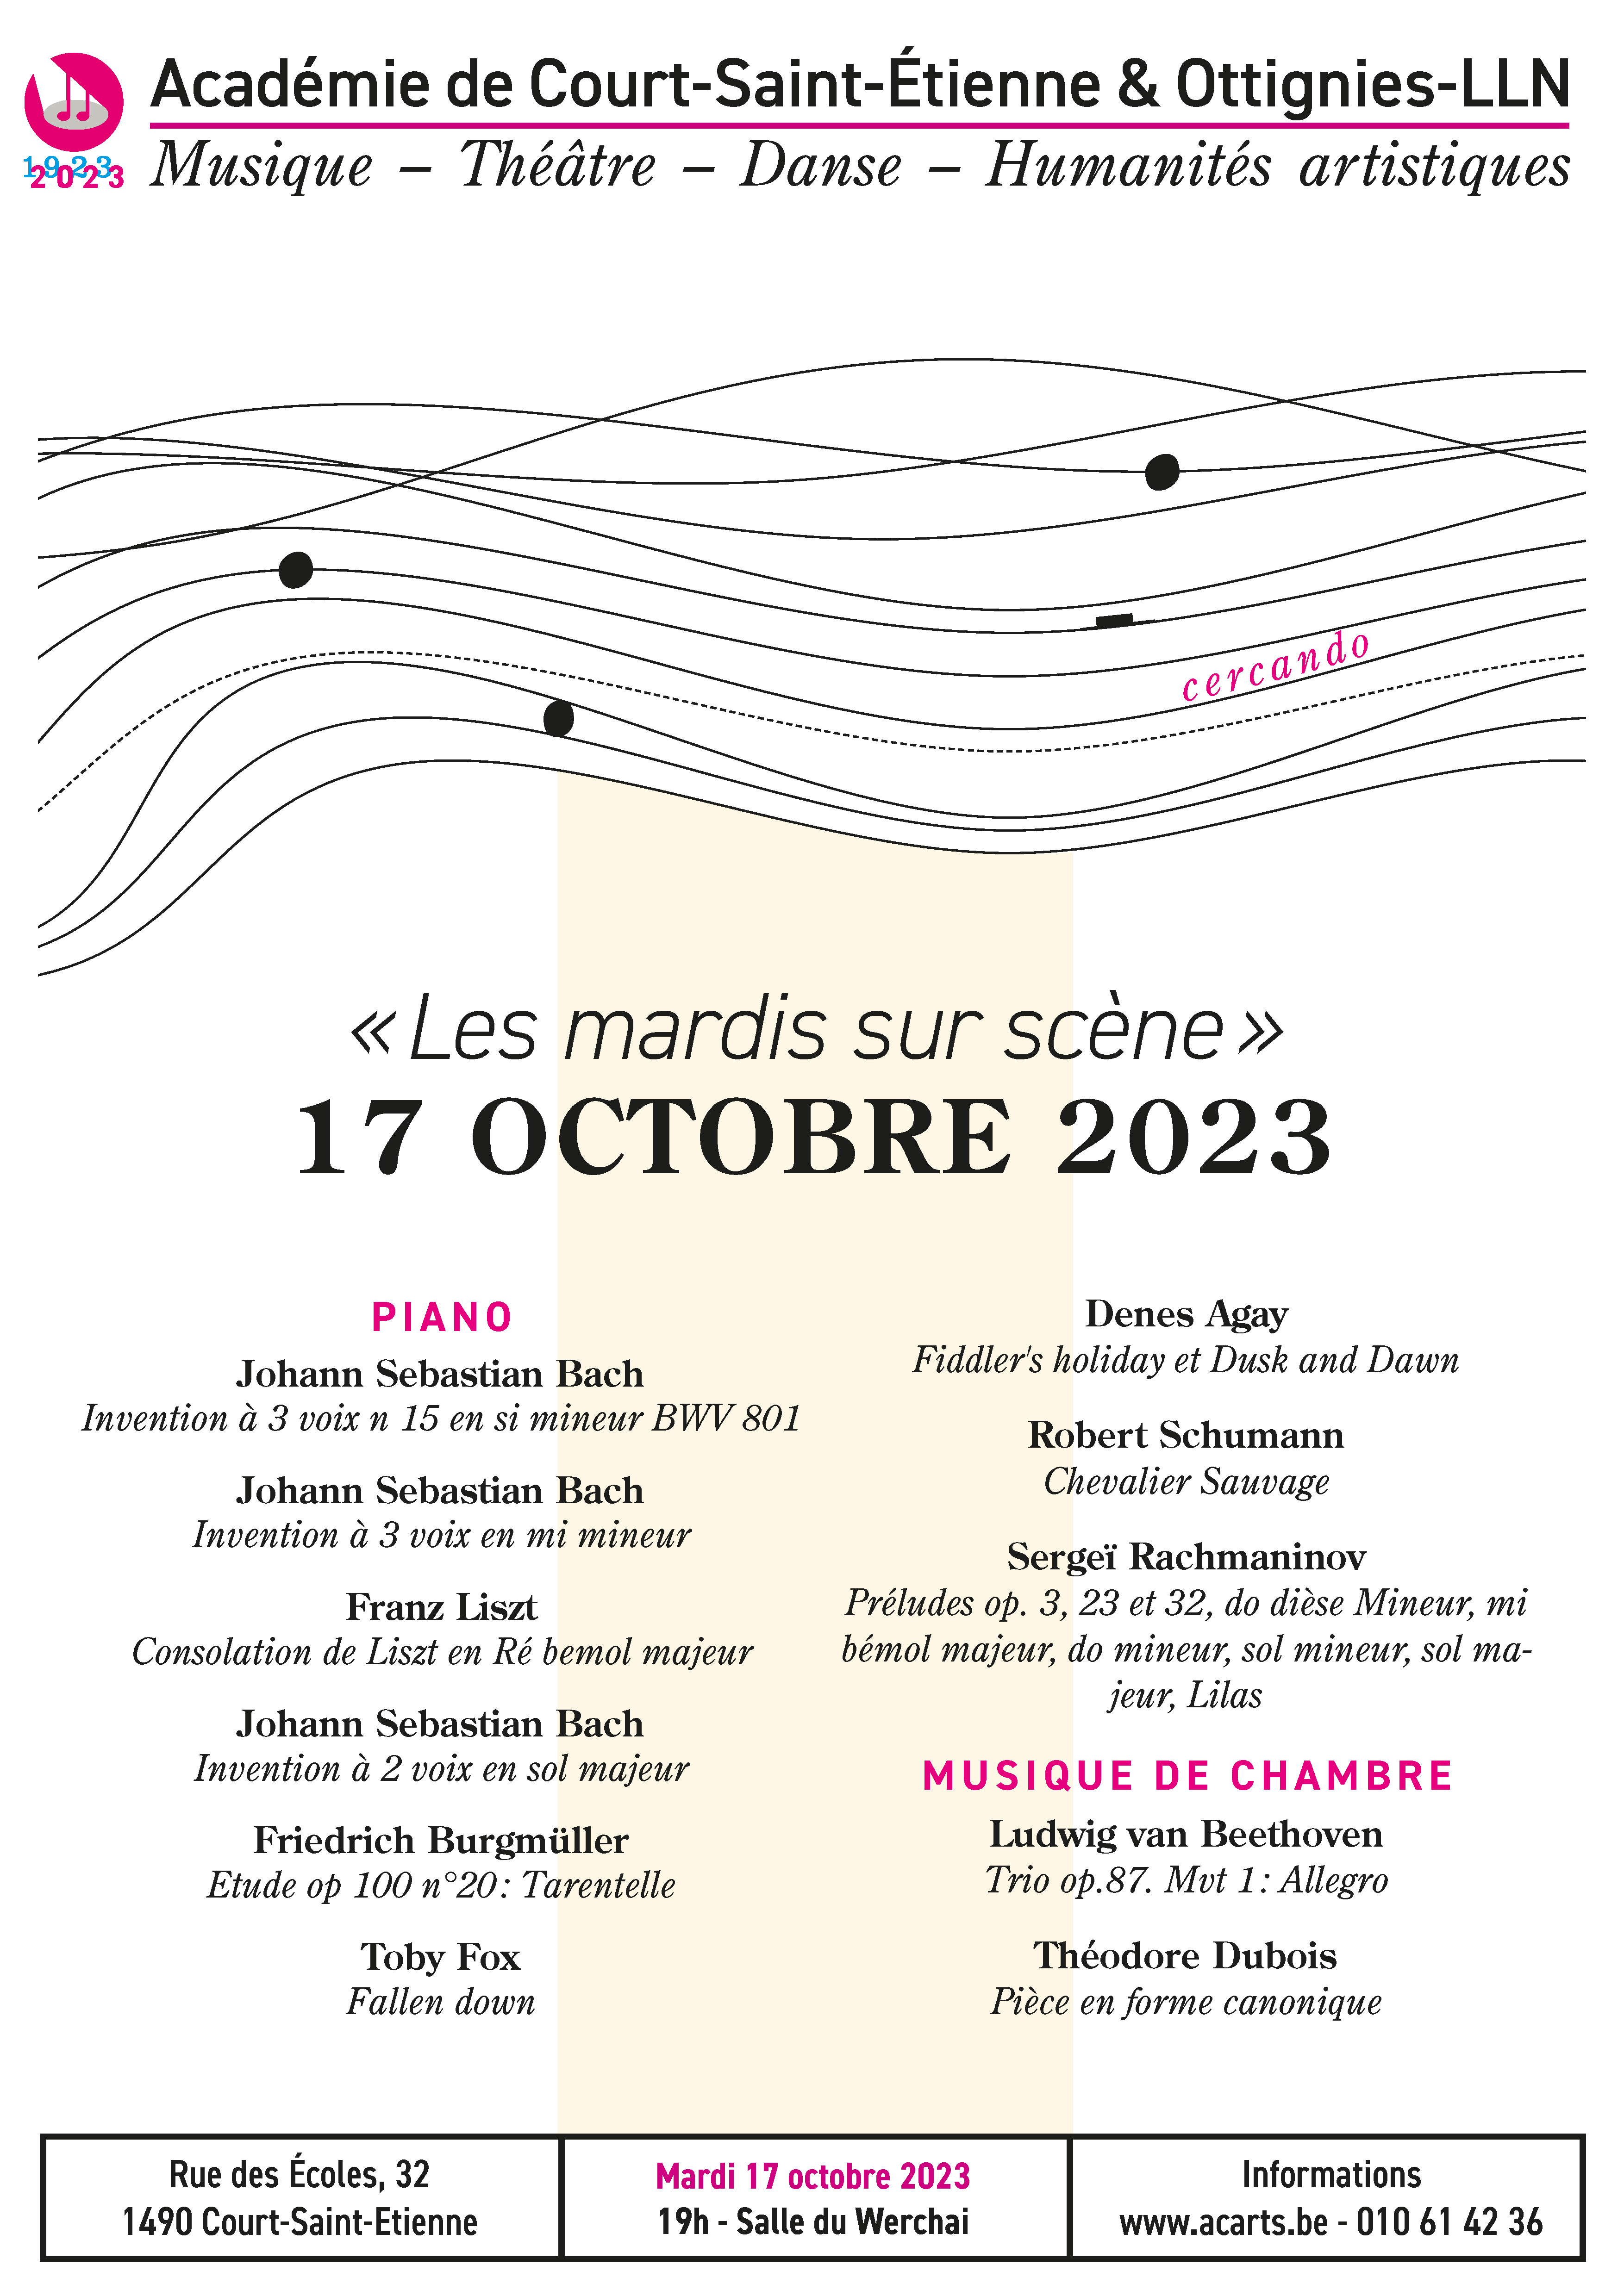 Académie de Court-Saint-Étienne & Ottignies-LLN
1923
2023
Musique – Théâtre – Danse – Humanités artistiques
cercando
« Les mardis sur scène »
17 OCTOBRE 2023
PIANO
Johann Sebastian Bach
Invention à 3 voix n 15 en si mineur BWV 801
Johann Sebastian Bach
Invention à 3 voix en mi mineur
Franz Liszt
Consolation de Liszt en Ré bemol majeur
Johann Sebastian Bach
Invention à 2 voix en sol majeur
Friedrich Burgmüller
Etude op 100 n°20 : Tarentelle
Toby Fox
Fallen down
Denes Agay
Fiddler's holiday et Dusk and Dawn
Robert Schumann
Chevalier Sauvage
Sergeï Rachmaninov
Préludes op. 3, 23 et 32, do dièse Mineur, mi
bémol majeur, do mineur, sol mineur, sol ma-
jeur, Lilas
MUSIQUE DE CHAMBRE
Ludwig van Beethoven
Trio op.87. Mvt 1 : Allegro
Théodore Dubois
Pièce en forme canonique
Rue des Écoles, 32
1490 Court-Saint-Etienne
Mardi 17 octobre 2023
19h - Salle du Werchai
Informations
www.acarts.be - 010 61 42 36